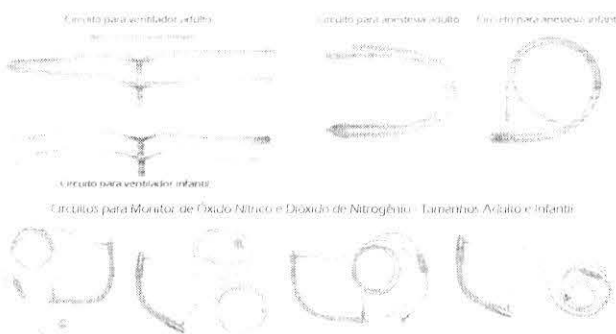 Circuito para ventilador adulto
Circuito para anestesia adulto
Circuito para anestesia infantil
Circuito para ventilador infantil
Circuitos para Monitor de Óxido Nítrico e Dióxido de Nitrogênio - Tamanhos Adulto e Infantil